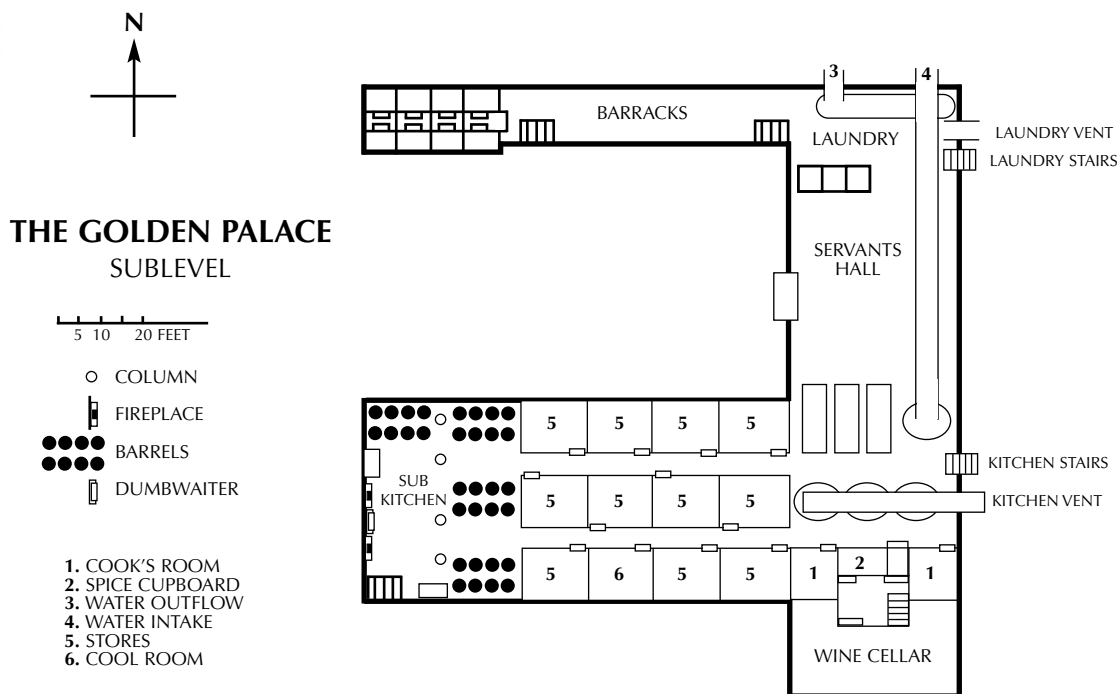 N
THE GOLDEN PALACE
SUBLEVEL
5 10 20 FEET
COLUMN
FIREPLACE
BARRELS
DUMBWAITER
1. COOK'S ROOM
2. SPICE CUPBOARD
3. WATER OUTFLOW
4. WATER INTAKE
5. STORES
6. COOL ROOM
3 4
BARRACKS
LAUNDRY
LAUNDRY VENT
LAUNDRY STAIRS
SERVANTS
HALL
5 5 5 5
KITCHEN STAIRS
SUB
KITCHEN
5 5 5 5
KITCHEN VENT
5 6 5 5 1 2 1
WINE CELLAR